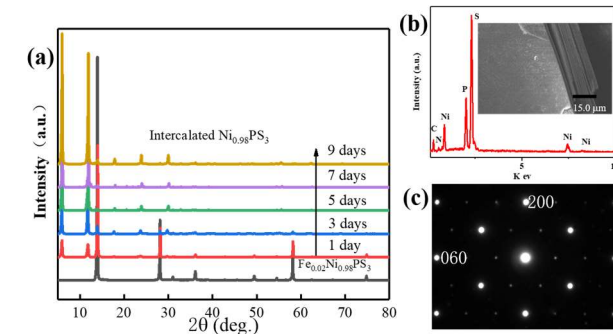 (a)
Intensity (a.u.)
Intercalated Ni0.98PS3
9 days
7 days
5 days
3 days
1 day
Fe0.02Ni0.98PS3
10 20 30 40 50 60 70 80
2θ (deg.)
(b)
Intensity (a.u.)
S
P
Ni
C
N
Ni
Ni
15.0 μm
5
K ev
(c)
200
060